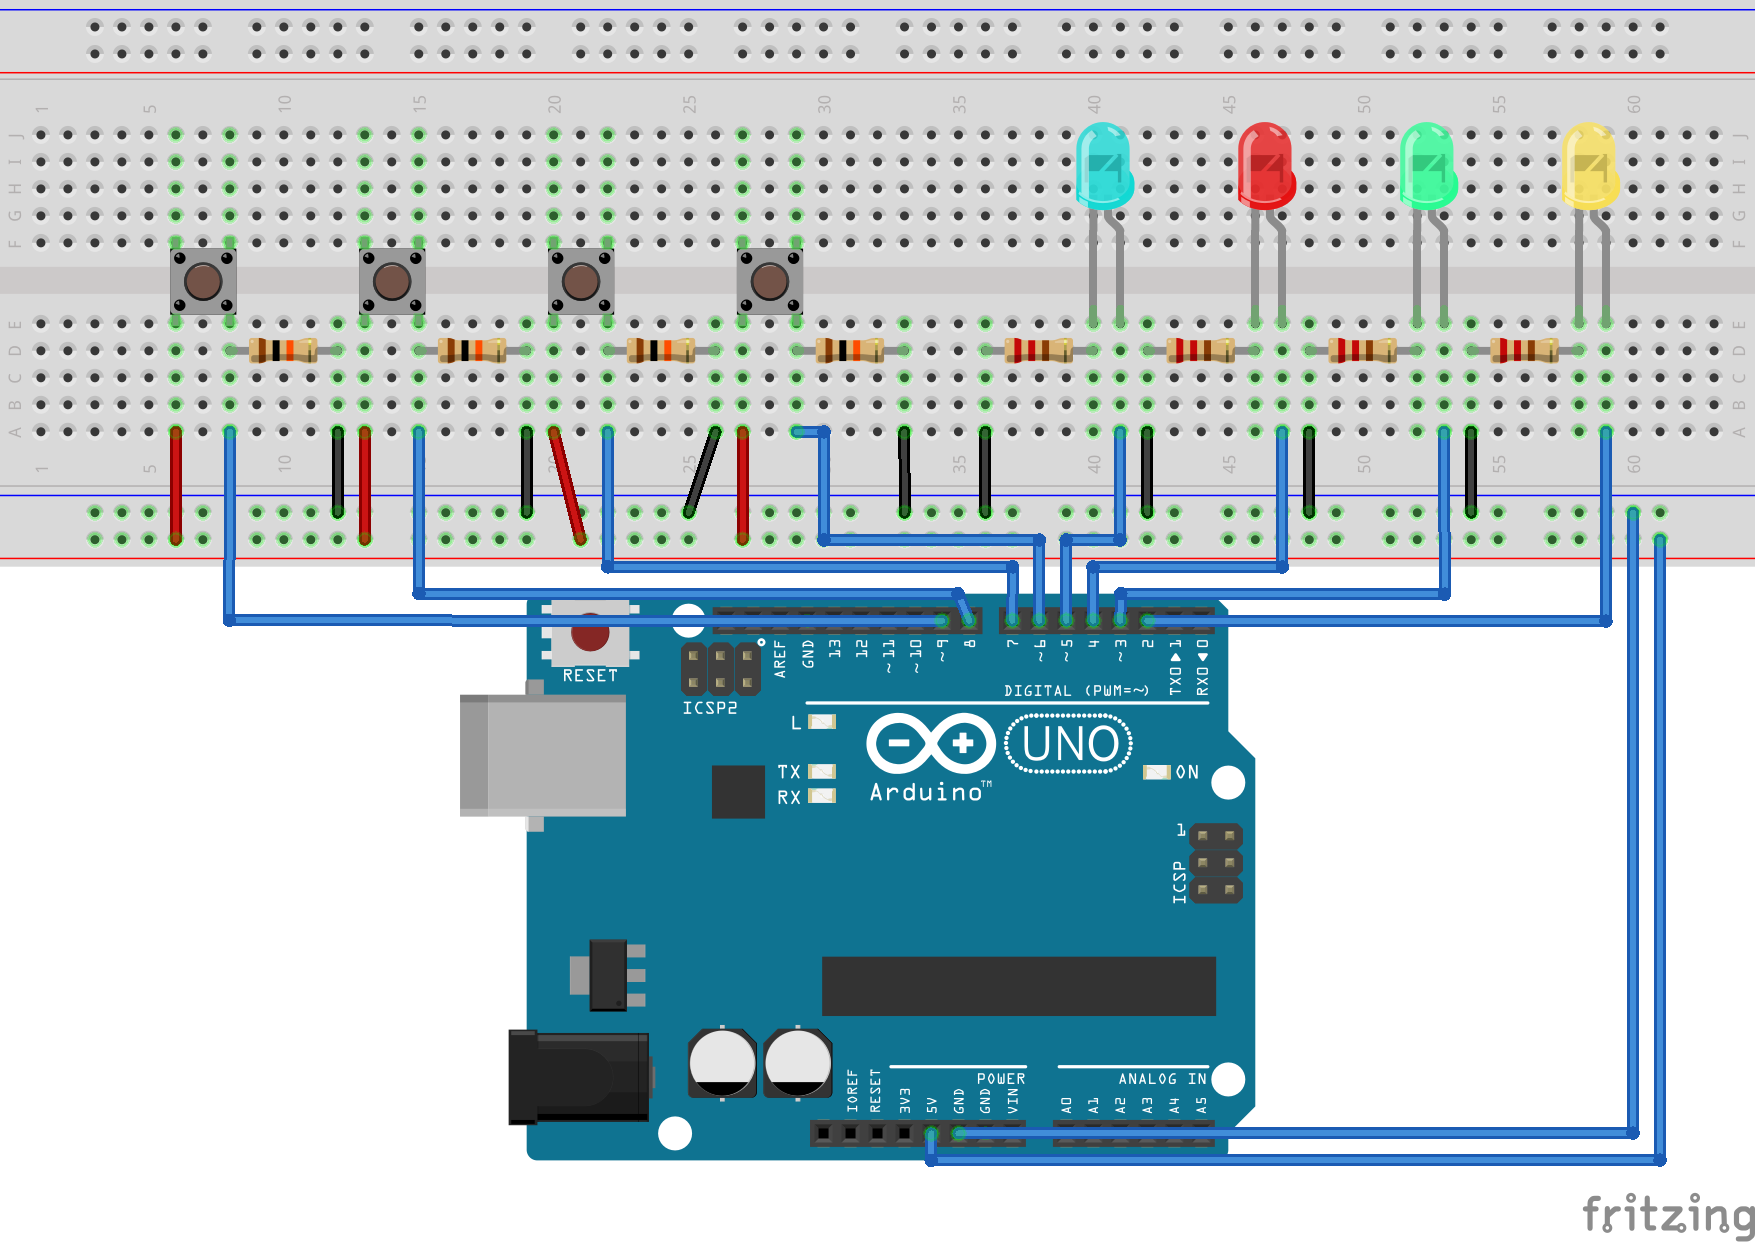 1 5 10 15 20 25 30 35 40 45 50 55 60
J J
I I
H H
G G
F F
E E
D D
C C
B B
A A
1 5 10 15 20 25 30 35 40 45 50 55 60
RESET
ICSP2
AREF GND 13 12 ~11 ~10 ~9 8 7 ~6 ~5 4 ~3 2 TX0▶1 RX0◀0
DIGITAL (PWM=~)
L
TX
RX
UNO
Arduino™
ON
1
ICSP
IOREF RESET 3V3 5V GND GND VIN A0 A1 A2 A3 A4 A5
POWER ANALOG IN
fritzing